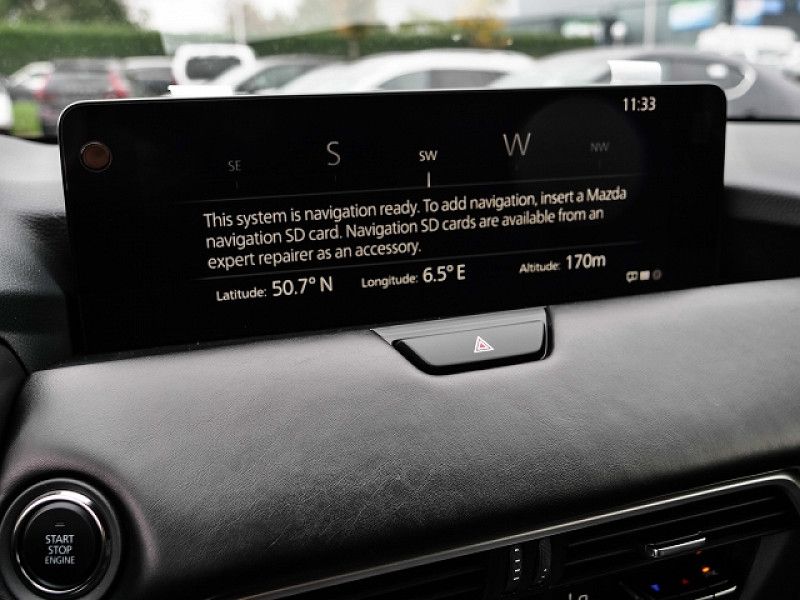 11:33
SE S SW W NW
This system is navigation ready. To add navigation, insert a Mazda
navigation SD card. Navigation SD cards are available from an
expert repairer as an accessory.
Latitude: 50.7° N Longitude: 6.5° E Altitude: 170m
START
STOP
ENGINE